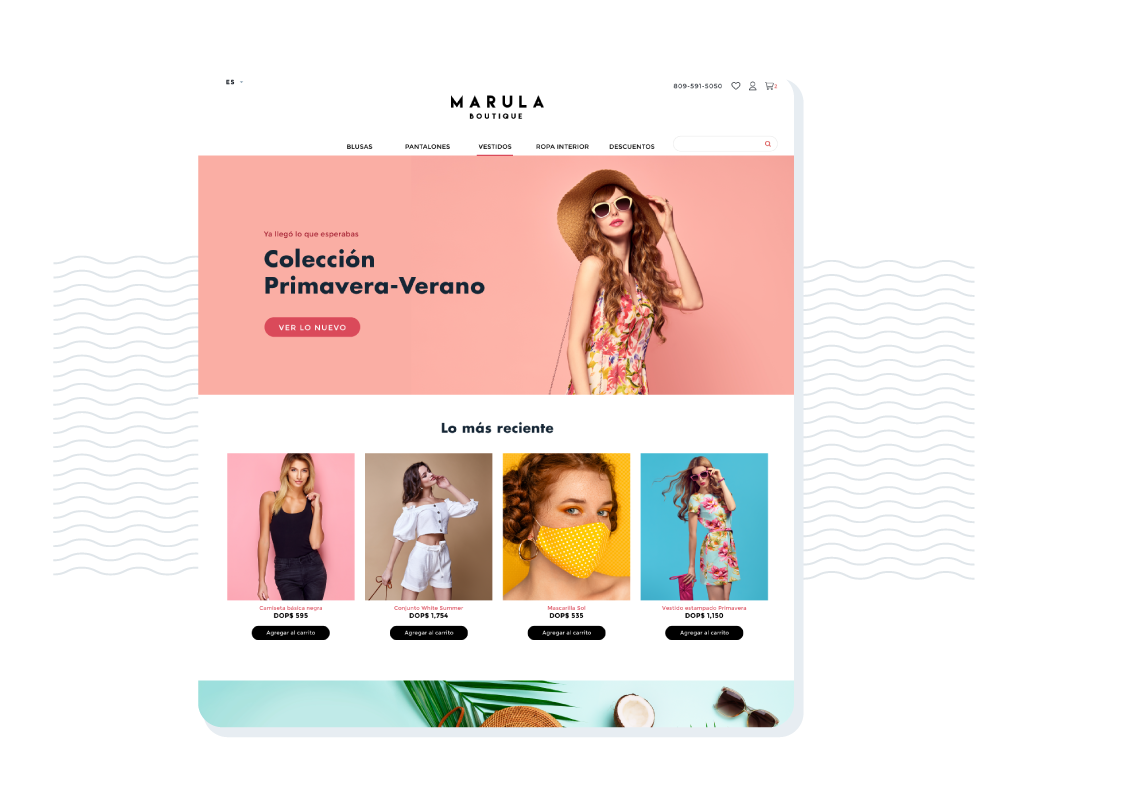 ES
809-591-5050
2
MARULA
BOUTIQUE
BLUSAS PANTALONES VESTIDOS ROPA INTERIOR DESCUENTOS
Ya llegó lo que esperabas
Colección
Primavera-Verano
VER LO NUEVO
Lo más reciente
Camiseta básica negra
DOP$ 595
Agregar al carrito
Conjunto White Summer
DOP$ 1,754
Agregar al carrito
Mascarilla Sol
DOP$ 535
Agregar al carrito
Vestido estampado Primavera
DOP$ 1,150
Agregar al carrito